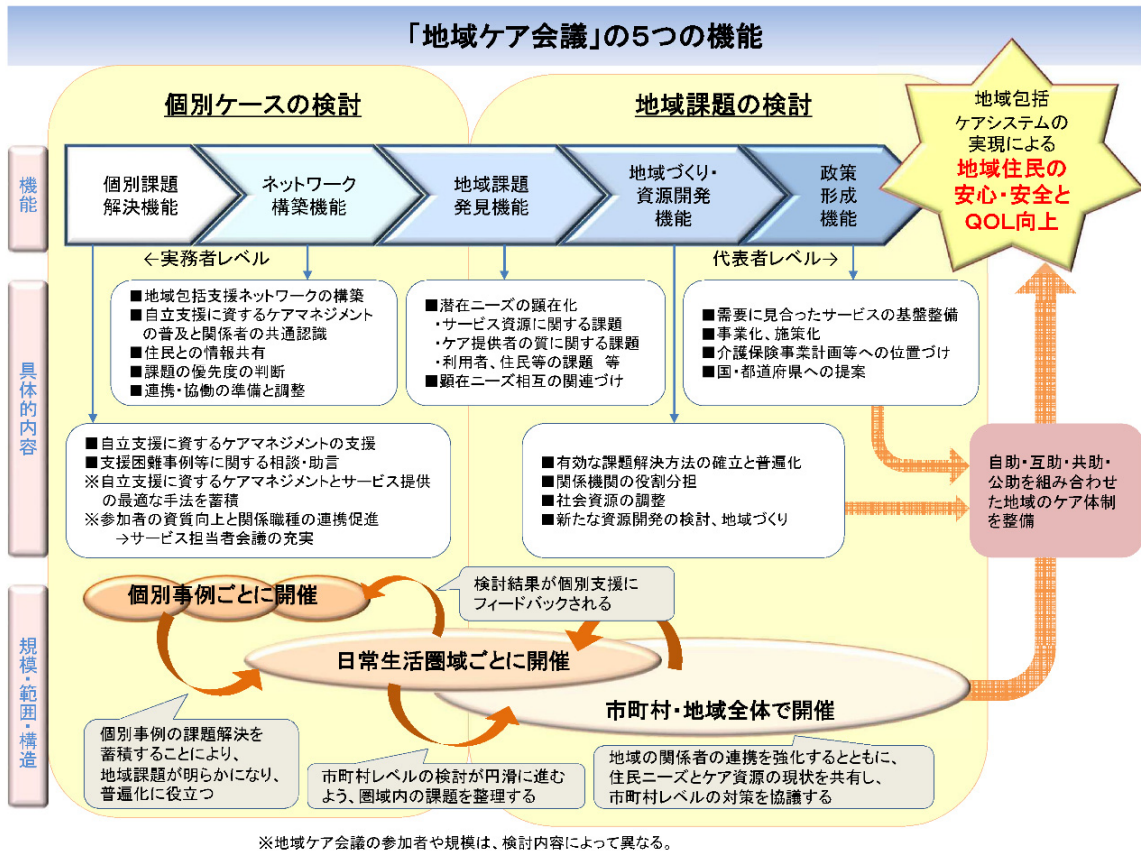 「地域ケア会議」の5つの機能
個別ケースの検討
地域課題の検討
地域包括
ケアシステムの
実現による
地域住民の
安心・安全と
QOL向上
機能
個別課題
解決機能
ネットワーク
構築機能
地域課題
発見機能
地域づくり・
資源開発
機能
政策
形成
機能
←実務者レベル
代表者レベル→
具体的内容
■地域包括支援ネットワークの構築
■自立支援に資するケアマネジメント
の普及と関係者の共通認識
■住民との情報共有
■課題の優先度の判断
■連携・協働の準備と調整
■潜在ニーズの顕在化
・サービス資源に関する課題
・ケア提供者の質に関する課題
・利用者、住民等の課題 等
■顕在ニーズ相互の関連づけ
■需要に見合ったサービスの基盤整備
■事業化、施策化
■介護保険事業計画等への位置づけ
■国・都道府県への提案
■自立支援に資するケアマネジメントの支援
■支援困難事例等に関する相談・助言
※自立支援に資するケアマネジメントとサービス提供
の最適な手法を蓄積
※参加者の資質向上と関係職種の連携促進
→サービス担当者会議の充実
■有効な課題解決方法の確立と普遍化
■関係機関の役割分担
■社会資源の調整
■新たな資源開発の検討、地域づくり
自助・互助・共助・
公助を組み合わせ
た地域のケア体制
を整備
規模・範囲・構造
個別事例ごとに開催
検討結果が個別支援に
フィードバックされる
日常生活圏域ごとに開催
市町村・地域全体で開催
個別事例の課題解決を
蓄積することにより、
地域課題が明らかになり、
普遍化に役立つ
市町村レベルの検討が円滑に進む
よう、圏域内の課題を整理する
地域の関係者の連携を強化するとともに、
住民ニーズとケア資源の現状を共有し、
市町村レベルの対策を協議する
※地域ケア会議の参加者や規模は、検討内容によって異なる。